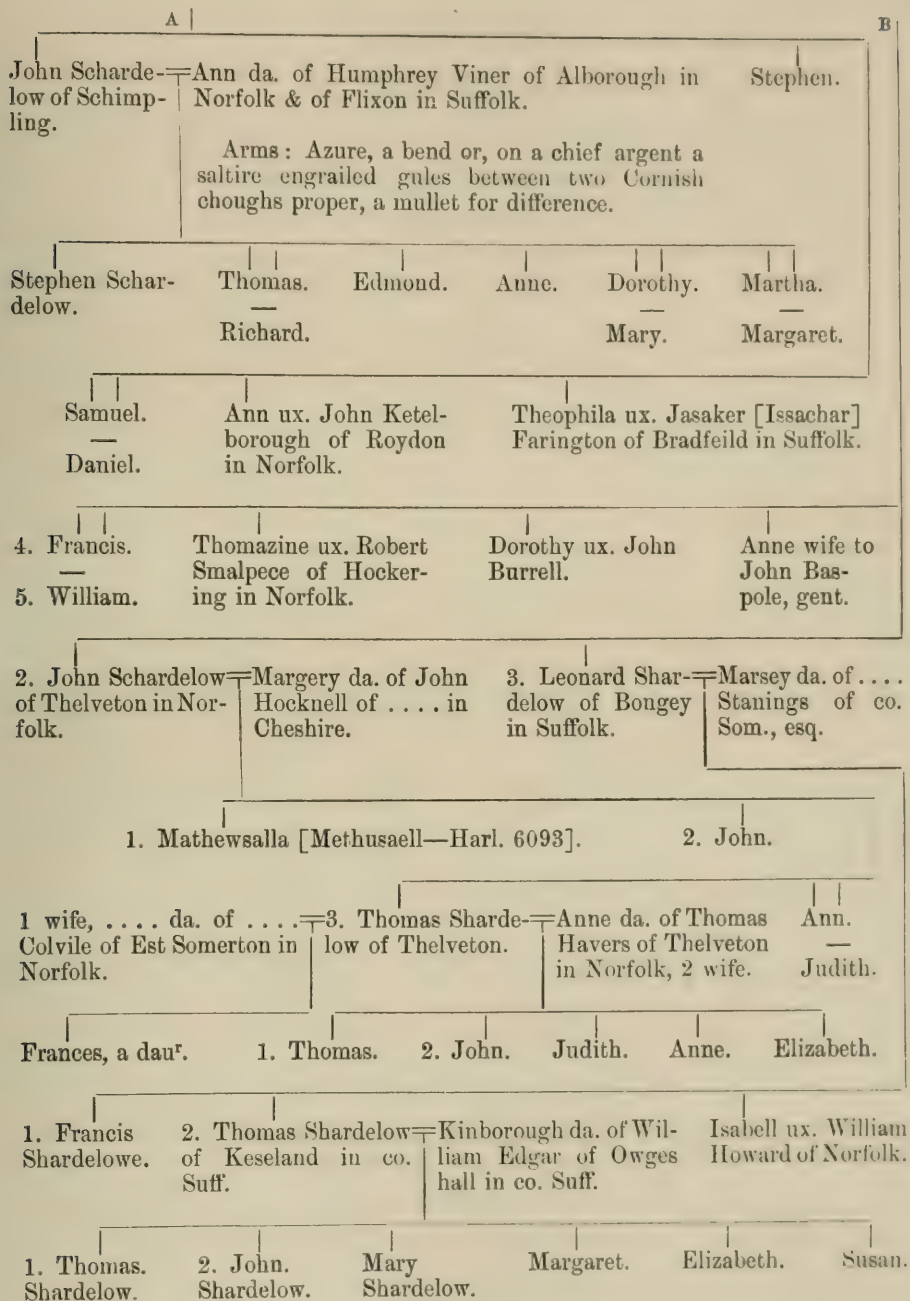 A B
John Scharde- Ann da. of Humphrey Viner of Alborough in Stephen.
low of Schimp- Norfolk & of Flixon in Suffolk.
ling.
Arms: Azure, a bend or, on a chief argent a
saltire engrailed gules between two Cornish
choughs proper, a mullet for difference.
Stephen Schar- Thomas. Edmond. Anne. Dorothy. Martha.
delow. — — —
Richard. Mary. Margaret.
Samuel. Ann ux. John Ketel- Theophila ux. Jasaker [Issachar]
— borough of Roydon Farington of Bradfeild in Suffolk.
Daniel. in Norfolk.
4. Francis. Thomazine ux. Robert Dorothy ux. John Anne wife to
— Smalpece of Hocker- Burrell. John Bas-
5. William. ing in Norfolk. pole, gent.
2. John Schardelow Margery da. of John 3. Leonard Shar- Marsey da. of ....
of Thelveton in Nor- Hocknell of .... in delow of Bongey Stanings of co.
folk. Cheshire. in Suffolk. Som., esq.
1. Mathewsalla [Methusaell—Harl. 6093]. 2. John.
1 wife, .... da. of .... 3. Thomas Sharde- Anne da. of Thomas Ann.
Colvile of Est Somerton in low of Thelveton. Havers of Thelveton —
Norfolk. in Norfolk, 2 wife. Judith.
Frances, a daur. 1. Thomas. 2. John. Judith. Anne. Elizabeth.
1. Francis 2. Thomas Shardelow Kinborough da. of Wil- Isabell ux. William
Shardelowe. of Keseland in co. liam Edgar of Owges Howard of Norfolk.
Suff. hall in co. Suff.
1. Thomas. 2. John. Mary Margaret. Elizabeth. Susan.
Shardelow. Shardelow. Shardelow.